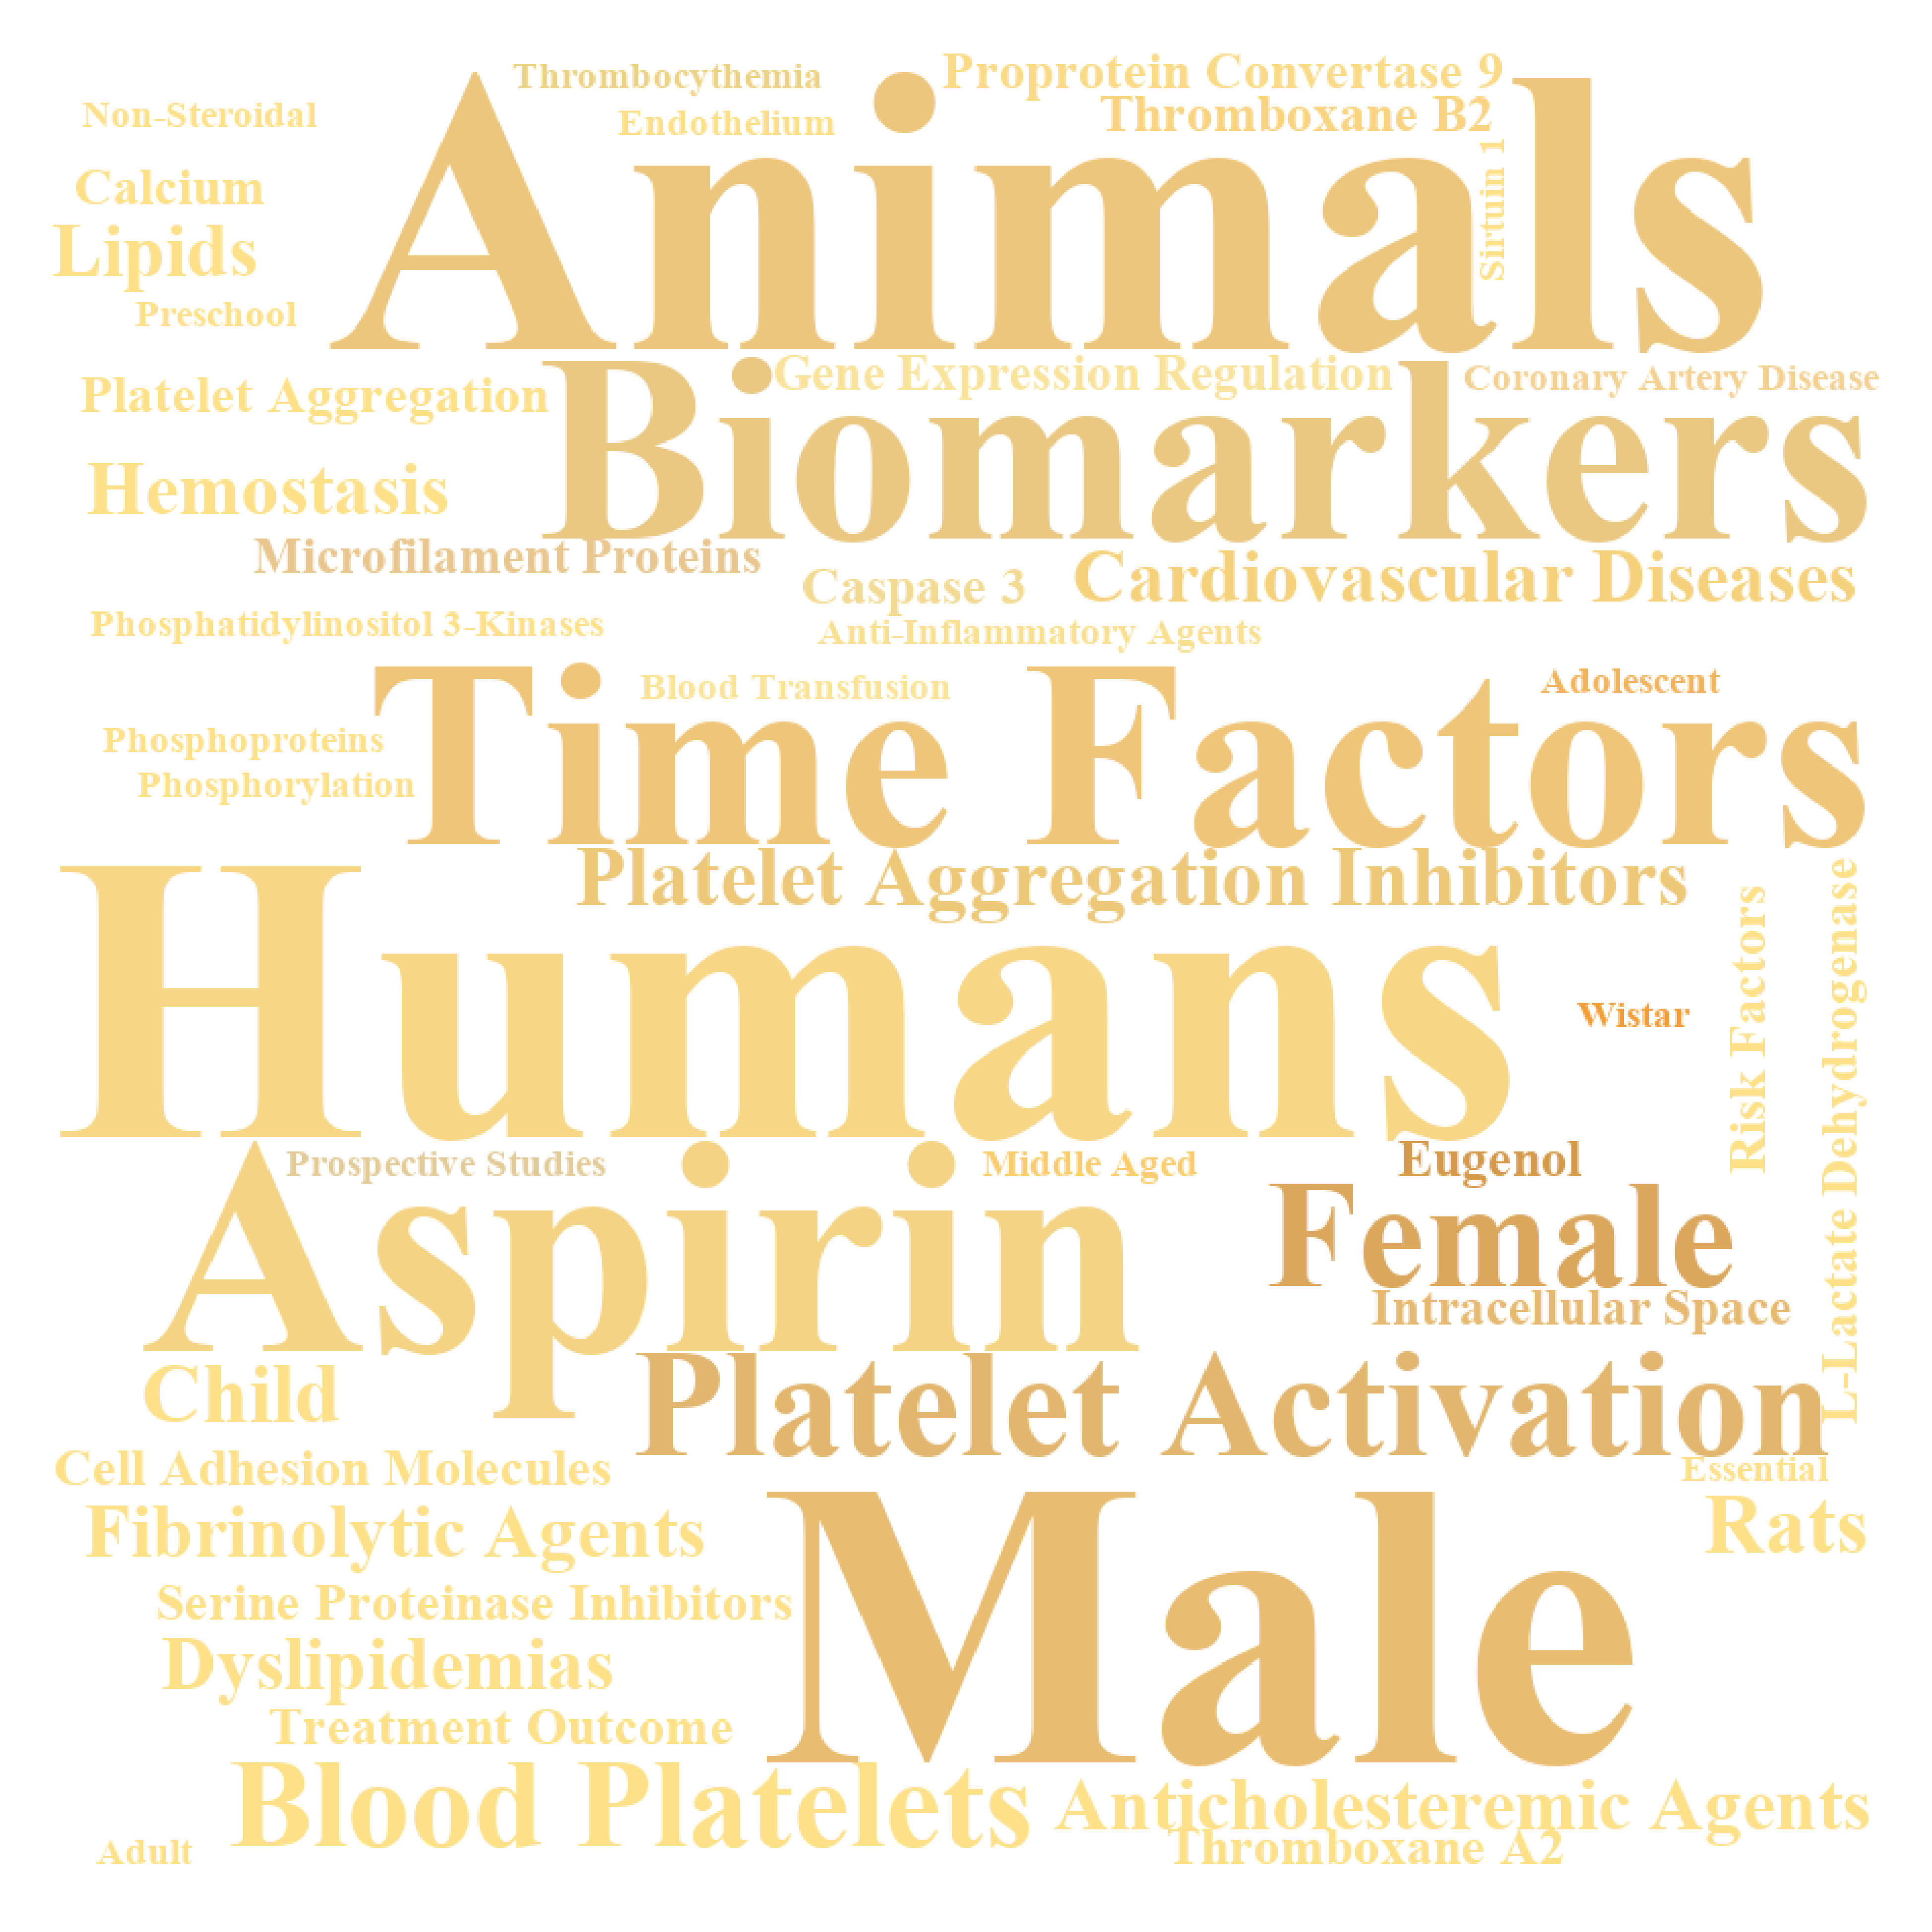 Thrombocythemia
Proprotein Convertase 9
Non-Steroidal
Endothelium
Thromboxane B2
Animals
Sirtuin 1
Calcium
Lipids
Preschool
Gene Expression Regulation
Coronary Artery Disease
Platelet Aggregation
Biomarkers
Hemostasis
Microfilament Proteins
Caspase 3
Cardiovascular Diseases
Phosphatidylinositol 3-Kinases
Anti-Inflammatory Agents
Blood Transfusion
Adolescent
Time Factors
Phosphoproteins
Phosphorylation
Platelet Aggregation Inhibitors
Humans
Wistar
Risk Factors
L-Lactate Dehydrogenase
Prospective Studies
Middle Aged
Eugenol
Aspirin
Female
Intracellular Space
Child
Platelet Activation
Cell Adhesion Molecules
Essential
Fibrinolytic Agents
Rats
Serine Proteinase Inhibitors
Male
Dyslipidemias
Treatment Outcome
Blood Platelets
Anticholesteremic Agents
Adult
Thromboxane A2